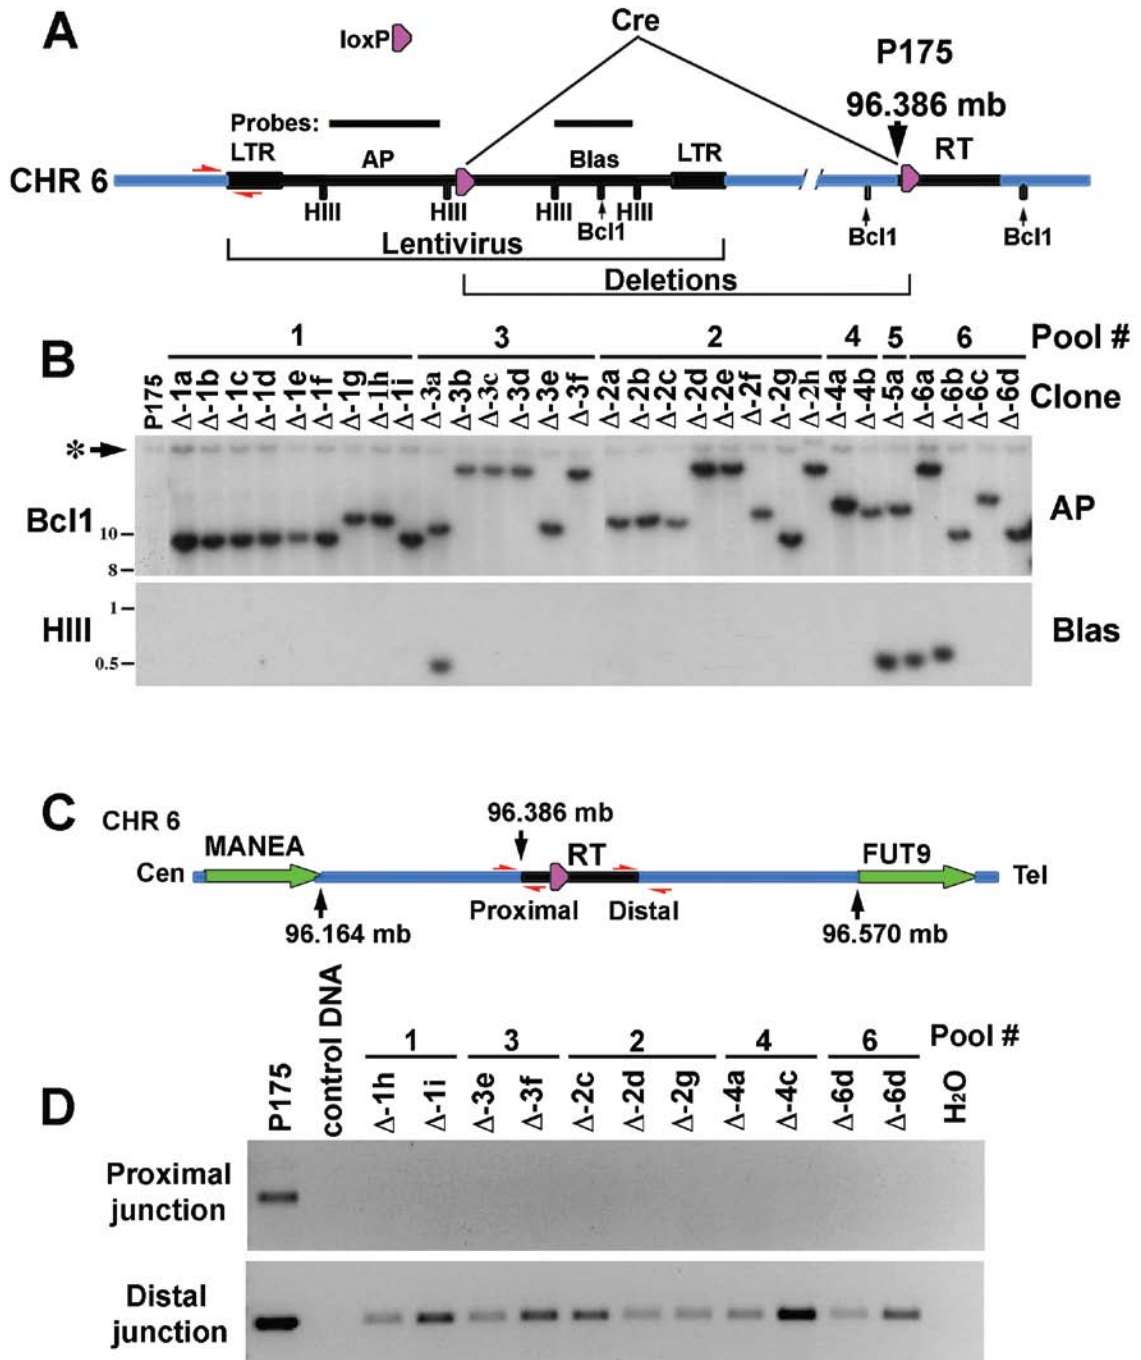 A
loxP
Cre
P175
96.386 mb
Probes:
LTR
AP
Blas
LTR
RT
CHR 6
HIII
HIII
HIII
HIII
Bcl1
Bcl1
Bcl1
Lentivirus
Deletions
B
1 3 2 4 5 6 Pool #
P175 Δ-1a Δ-1b Δ-1c Δ-1d Δ-1e Δ-1f Δ-1g Δ-1h Δ-1i Δ-3a Δ-3b Δ-3c Δ-3d Δ-3e Δ-3f Δ-2a Δ-2b Δ-2c Δ-2d Δ-2e Δ-2f Δ-2g Δ-2h Δ-4a Δ-4b Δ-5a Δ-6a Δ-6b Δ-6c Δ-6d Clone
*
Bcl1
10
8
AP
HIII
1
0.5
Blas
C
CHR 6
96.386 mb
MANEA
RT
FUT9
Cen
Tel
Proximal
Distal
96.164 mb
96.570 mb
D
1 3 2 4 6 Pool #
P175 control DNA Δ-1h Δ-1i Δ-3e Δ-3f Δ-2c Δ-2d Δ-2g Δ-4a Δ-4c Δ-6d Δ-6d H₂O
Proximal
junction
Distal
junction